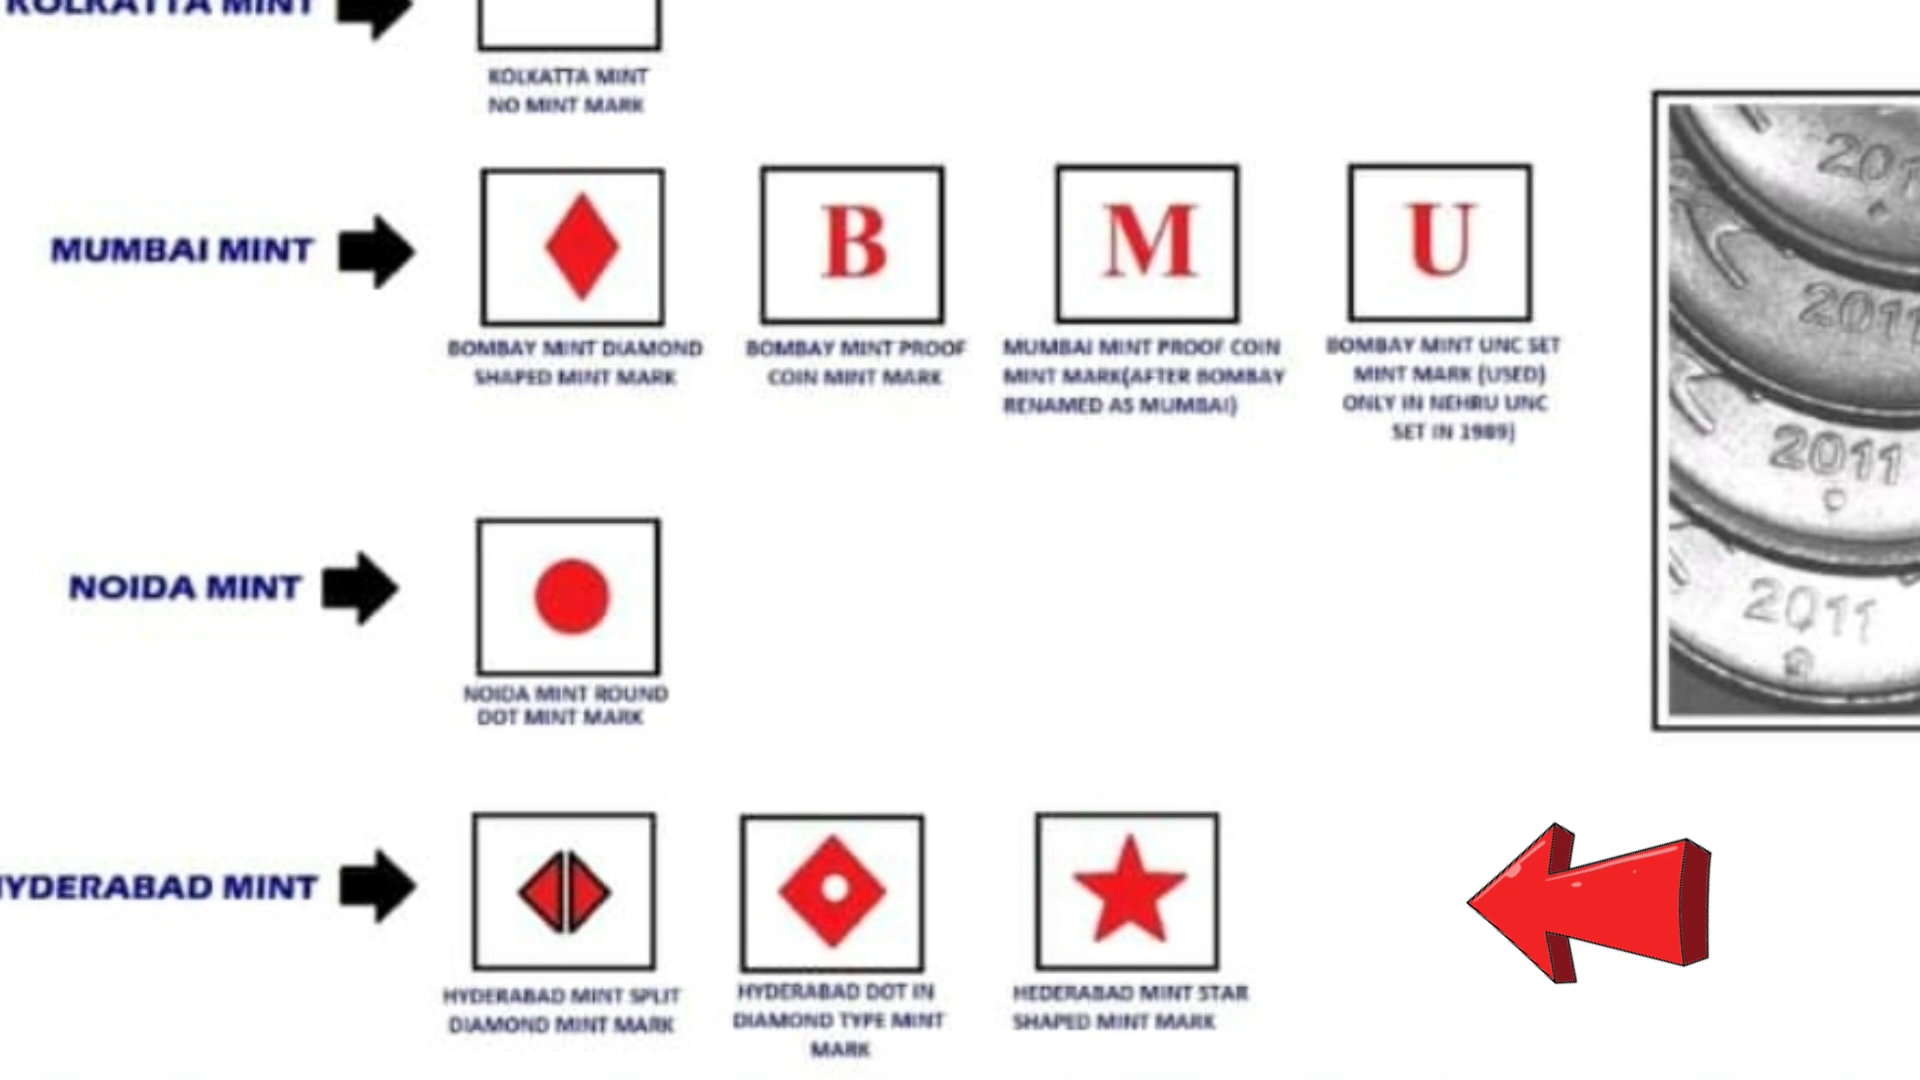 KOLKATTA MINT
KOLKATTA MINT
NO MINT MARK
MUMBAI MINT
B
M
U
BOMBAY MINT DIAMOND
SHAPED MINT MARK
BOMBAY MINT PROOF
COIN MINT MARK
MUMBAI MINT PROOF COIN
MINT MARK(AFTER BOMBAY
RENAMED AS MUMBAI)
BOMBAY MINT UNC SET
MINT MARK (USED)
ONLY IN NEHRU UNC
SET IN 1989)
201
2011
2011
2011
NOIDA MINT
NOIDA MINT ROUND
DOT MINT MARK
HYDERABAD MINT
HYDERABAD MINT SPLIT
DIAMOND MINT MARK
HYDERABAD DOT IN
DIAMOND TYPE MINT
MARK
HEDERABAD MINT STAR
SHAPED MINT MARK